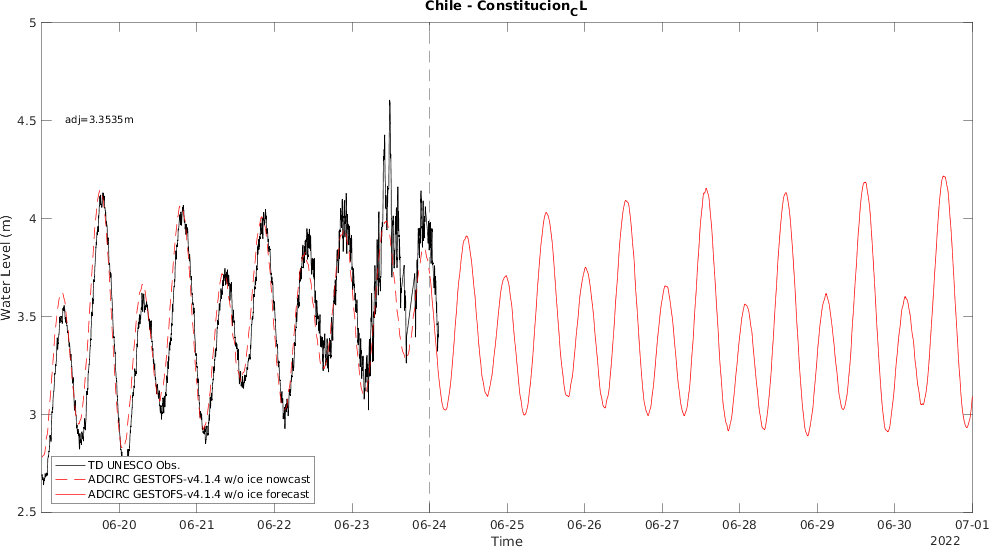 Chile - Constitucion_CL
5
4.5
4
3.5
3
2.5
Water Level (m)
adj=3.3535m
TD UNESCO Obs.
ADCIRC GESTOFS-v4.1.4 w/o ice nowcast
ADCIRC GESTOFS-v4.1.4 w/o ice forecast
06-20 06-21 06-22 06-23 06-24 06-25 06-26 06-27 06-28 06-29 06-30 07-01
Time
2022